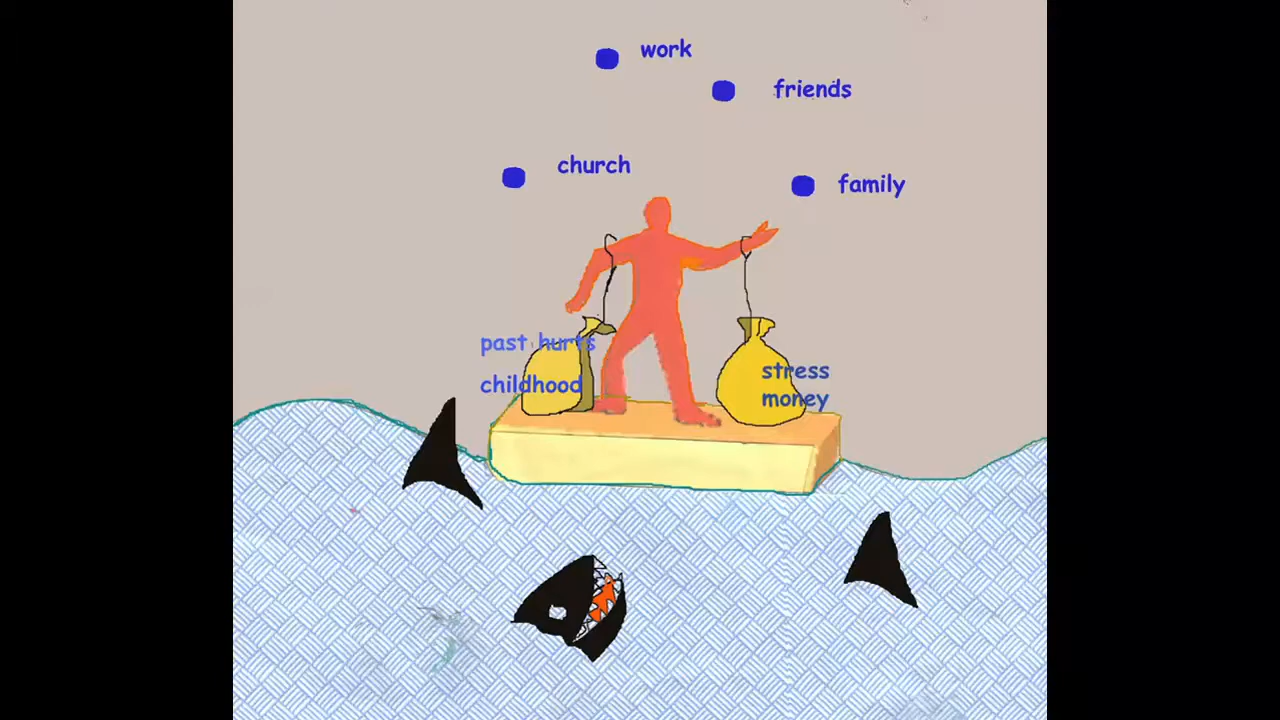 work
friends
church
family
past hurts
childhood
stress
money